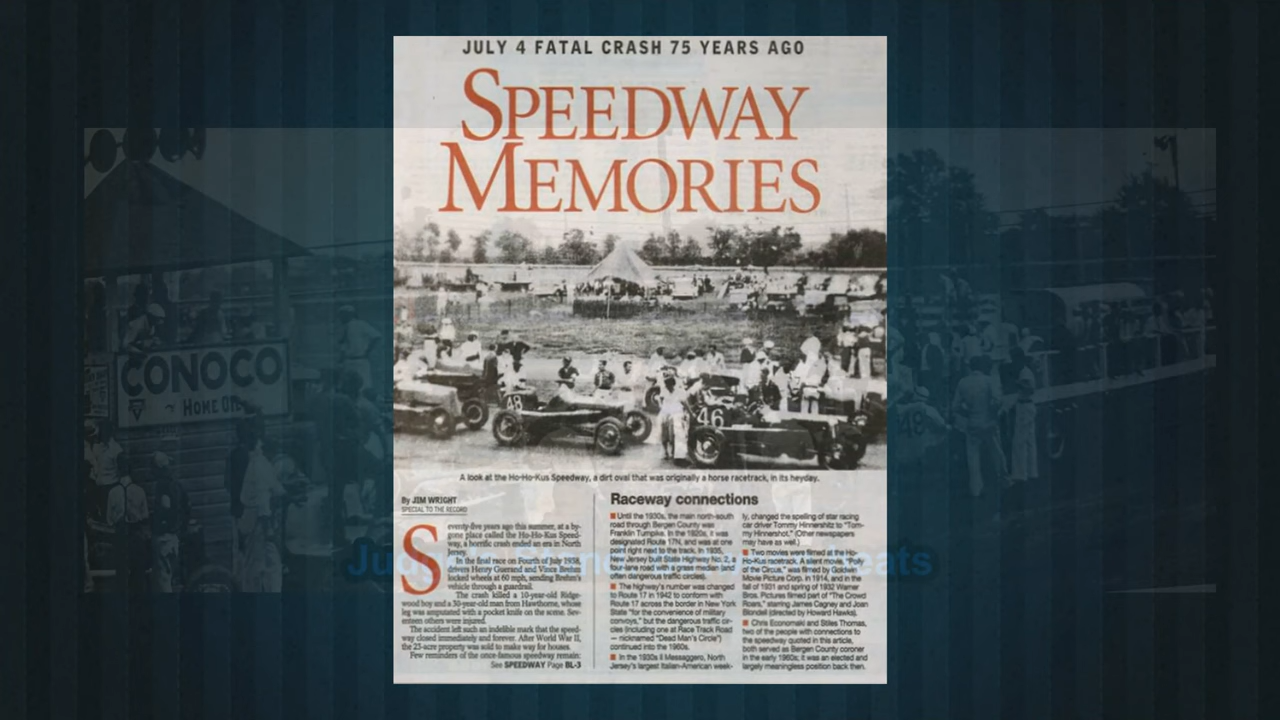 JULY 4 FATAL CRASH 75 YEARS AGO
SPEEDWAY
MEMORIES
CONOCO
HOME OIL
48
46
48
A look at the Ho-Ho-Kus Speedway, a dirt oval that was originally a horse racetrack, in its heyday.
By JIM WRIGHT
SPECIAL TO THE RECORD
Seventy-five years ago this summer, at a by-
gone place called the Ho-Ho-Kus Speed-
way, a horrific crash ended an era in North
Jersey.
In the final race on Fourth of July 1938,
drivers Henry Guerand and Vince Brehm
locked wheels at 60 mph, sending Brehm's
vehicle through a guardrail.
The crash killed a 10-year-old Ridge-
wood boy and a 30-year-old man from Hawthorne, whose
leg was amputated with a pocket knife on the scene. Sev-
enteen others were injured.
The accident left such an indelible mark that the speed-
way closed immediately and forever. After World War II,
the 25-acre property was sold to make way for houses.
Few reminders of the once-famous speedway remain:
See SPEEDWAY Page BL-3
Raceway connections
■ Until the 1930s, the main north-south
road through Bergen County was
Franklin Turnpike. In the 1920s, it was
designated Route 17N, and was at one
point right next to the track. In 1935,
New Jersey built State Highway No. 2, a
four-lane road with a grass median (and
often dangerous traffic circles).
■ The highway's number was changed
to Route 17 in 1942 to conform with
Route 17 across the border in New York
State "for the convenience of military
convoys," but the dangerous traffic cir-
cles (including one at Race Track Road
— nicknamed "Dead Man's Circle")
continued into the 1960s.
■ In the 1930s Il Messaggero, North
Jersey's largest Italian-American week-
ly, changed the spelling of star racing
car driver Tommy Hinnershitz to "Tom-
my Hinnershot." (Other newspapers
may have as well.)
■ Two movies were filmed at the Ho-
Ho-Kus racetrack. A silent movie, "Polly
of the Circus," was filmed by Goldwin
Movie Picture Corp. in 1914, and in the
fall of 1931 and spring of 1932 Warner
Bros. Pictures filmed part of "The Crowd
Roars," starring James Cagney and Joan
Blondell (directed by Howard Hawks).
■ Chris Economaki and Stiles Thomas,
two of the people with connections to
the speedway quoted in this article,
both served as Bergen County coroner
in the early 1960s; it was an elected and
largely meaningless position back then.